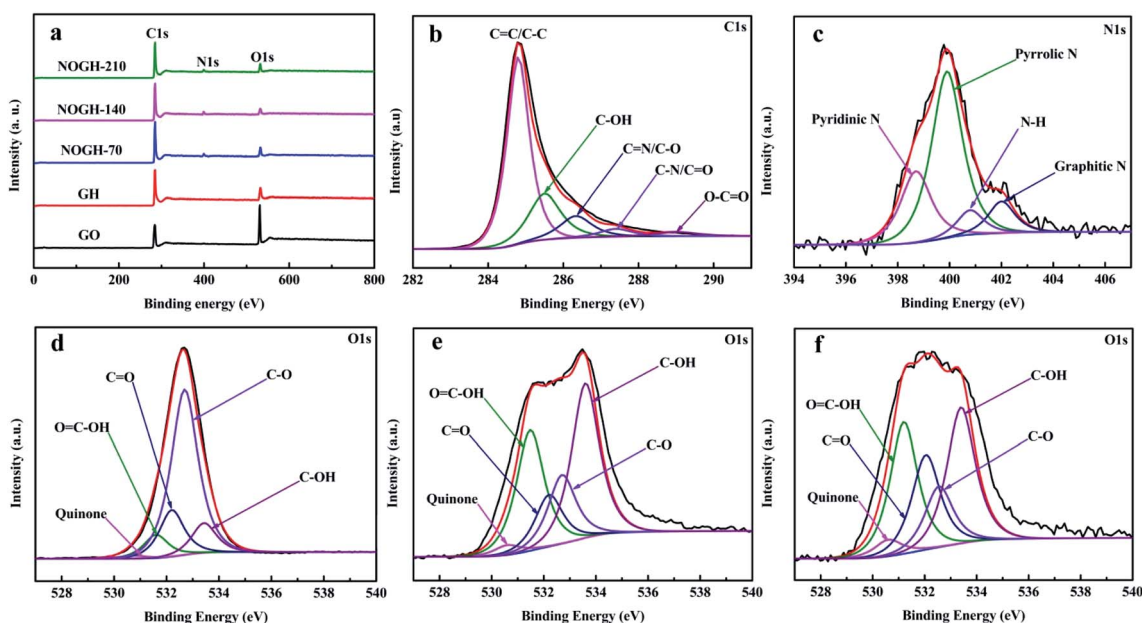 a
C1s
N1s
O1s
NOGH-210
NOGH-140
NOGH-70
GH
GO
Intensity (a. u.)
0 200 400 600 800
Binding energy (eV)
b
C1s
C=C/C-C
C-OH
C=N/C-O
C-N/C=O
O-C=O
Intensity (a.u)
282 284 286 288 290
Binding Energy (eV)
c
N1s
Pyrrolic N
Pyridinic N
N-H
Graphitic N
Intensity (a.u.)
394 396 398 400 402 404 406
Binding Energy (eV)
d
O1s
C=O
C-O
O=C-OH
C-OH
Quinone
Intensity (a.u.)
528 530 532 534 536 538 540
Binding Energy (eV)
e
O1s
C-OH
O=C-OH
C=O
C-O
Quinone
Intensity (a.u.)
528 530 532 534 536 538 540
Binding Energy (eV)
f
O1s
C-OH
O=C-OH
C=O
C-O
Quinone
Intensity (a.u.)
528 530 532 534 536 538 540
Binding Energy (eV)